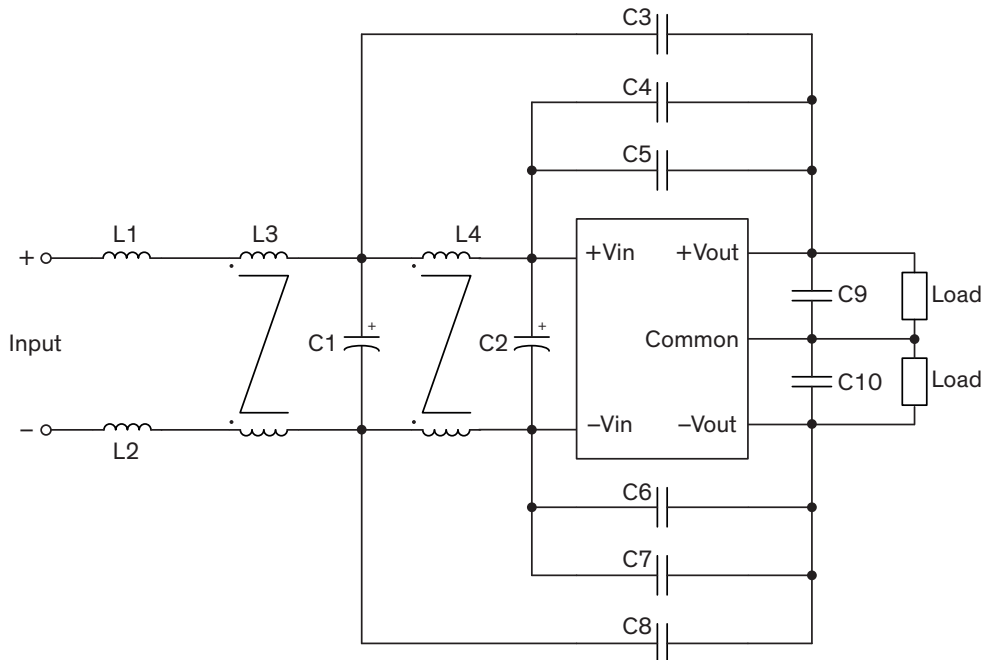 C3
C4
C5
L1
L3
L4
+
+Vin
+Vout
C9
Load
Input
C1
+
C2
+
Common
C10
Load
−
L2
–Vin
–Vout
C6
C7
C8